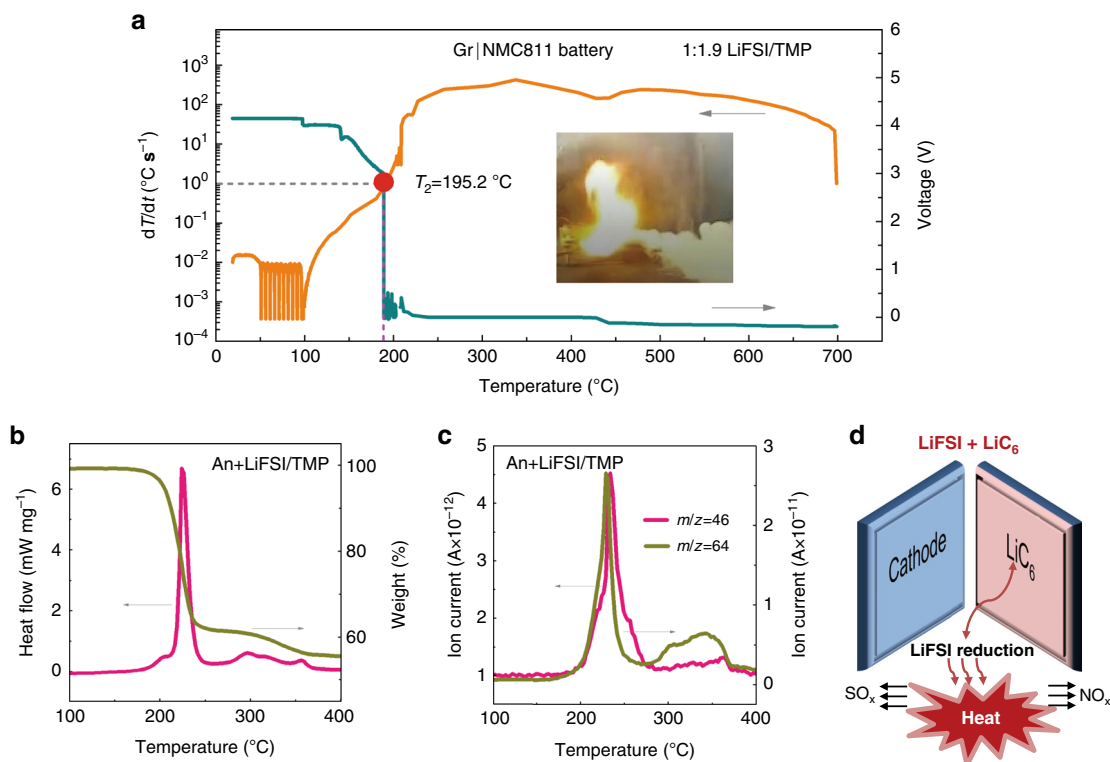 a
Gr|NMC811 battery
1:1.9 LiFSI/TMP
10³
10²
10¹
10⁰
10⁻¹
10⁻²
10⁻³
10⁻⁴
dT/dt (°C s⁻¹)
T₂=195.2 °C
6
5
4
3
2
1
0
Voltage (V)
0 100 200 300 400 500 600 700
Temperature (°C)
b
An+LiFSI/TMP
6
4
2
0
Heat flow (mW mg⁻¹)
100
80
60
Weight (%)
100 200 300 400
Temperature (°C)
c
An+LiFSI/TMP
m/z=46
m/z=64
5
4
3
2
1
Ion current (A×10⁻¹²)
3
2
1
0
Ion current (A×10⁻¹¹)
100 200 300 400
Temperature (°C)
d
LiFSI + LiC₆
Cathode
LiC₆
LiFSI reduction
SOₓ
NOₓ
Heat